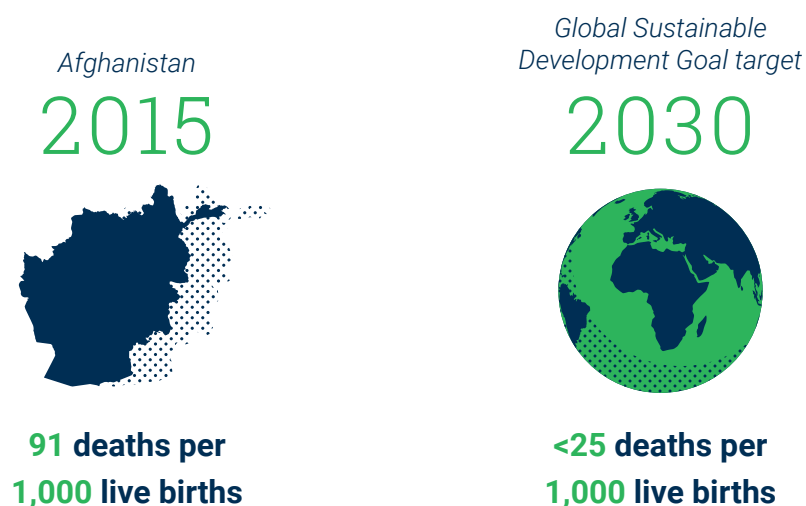 Afghanistan
2015
91 deaths per
1,000 live births
Global Sustainable
Development Goal target
2030
<25 deaths per
1,000 live births